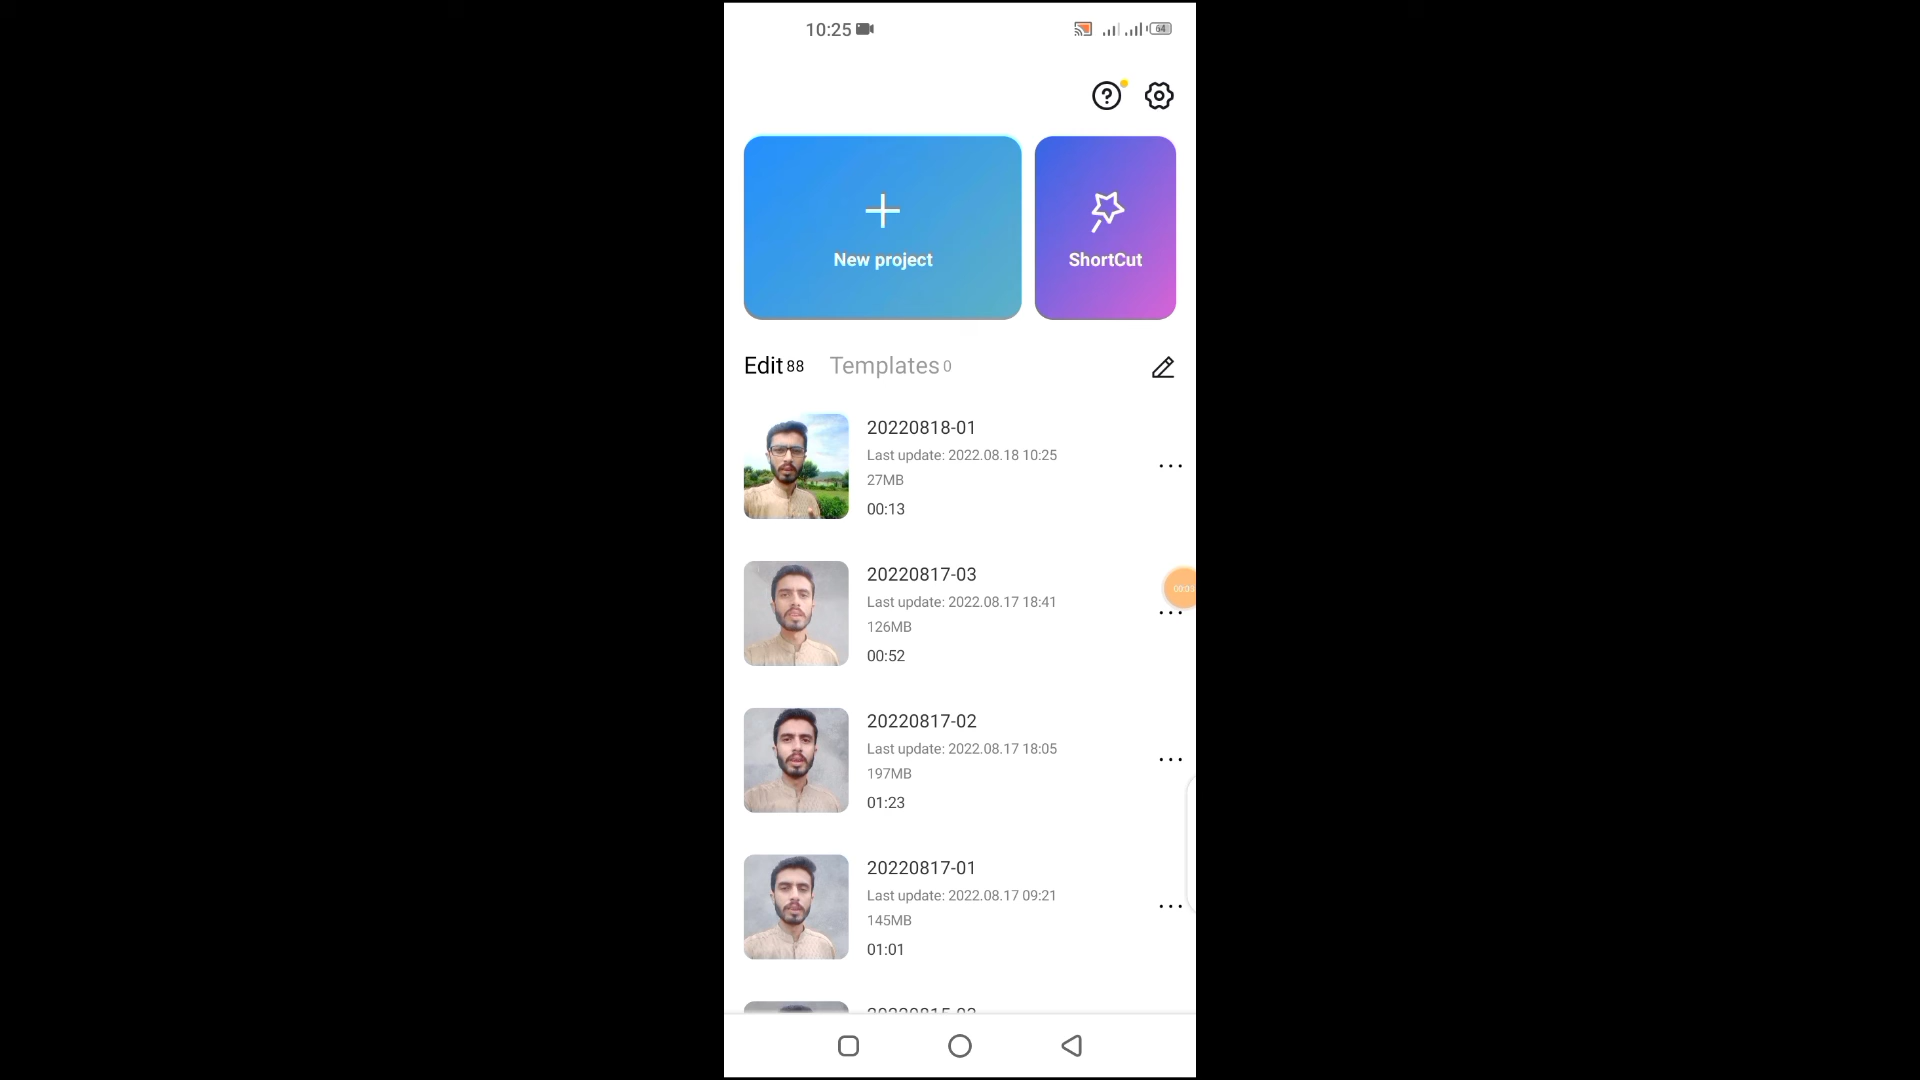 10:25
64
New project
ShortCut
Edit 88
Templates 0
20220818-01
Last update: 2022.08.18 10:25
27MB
00:13
20220817-03
Last update: 2022.08.17 18:41
126MB
00:52
20220817-02
Last update: 2022.08.17 18:05
197MB
01:23
20220817-01
Last update: 2022.08.17 09:21
145MB
01:01